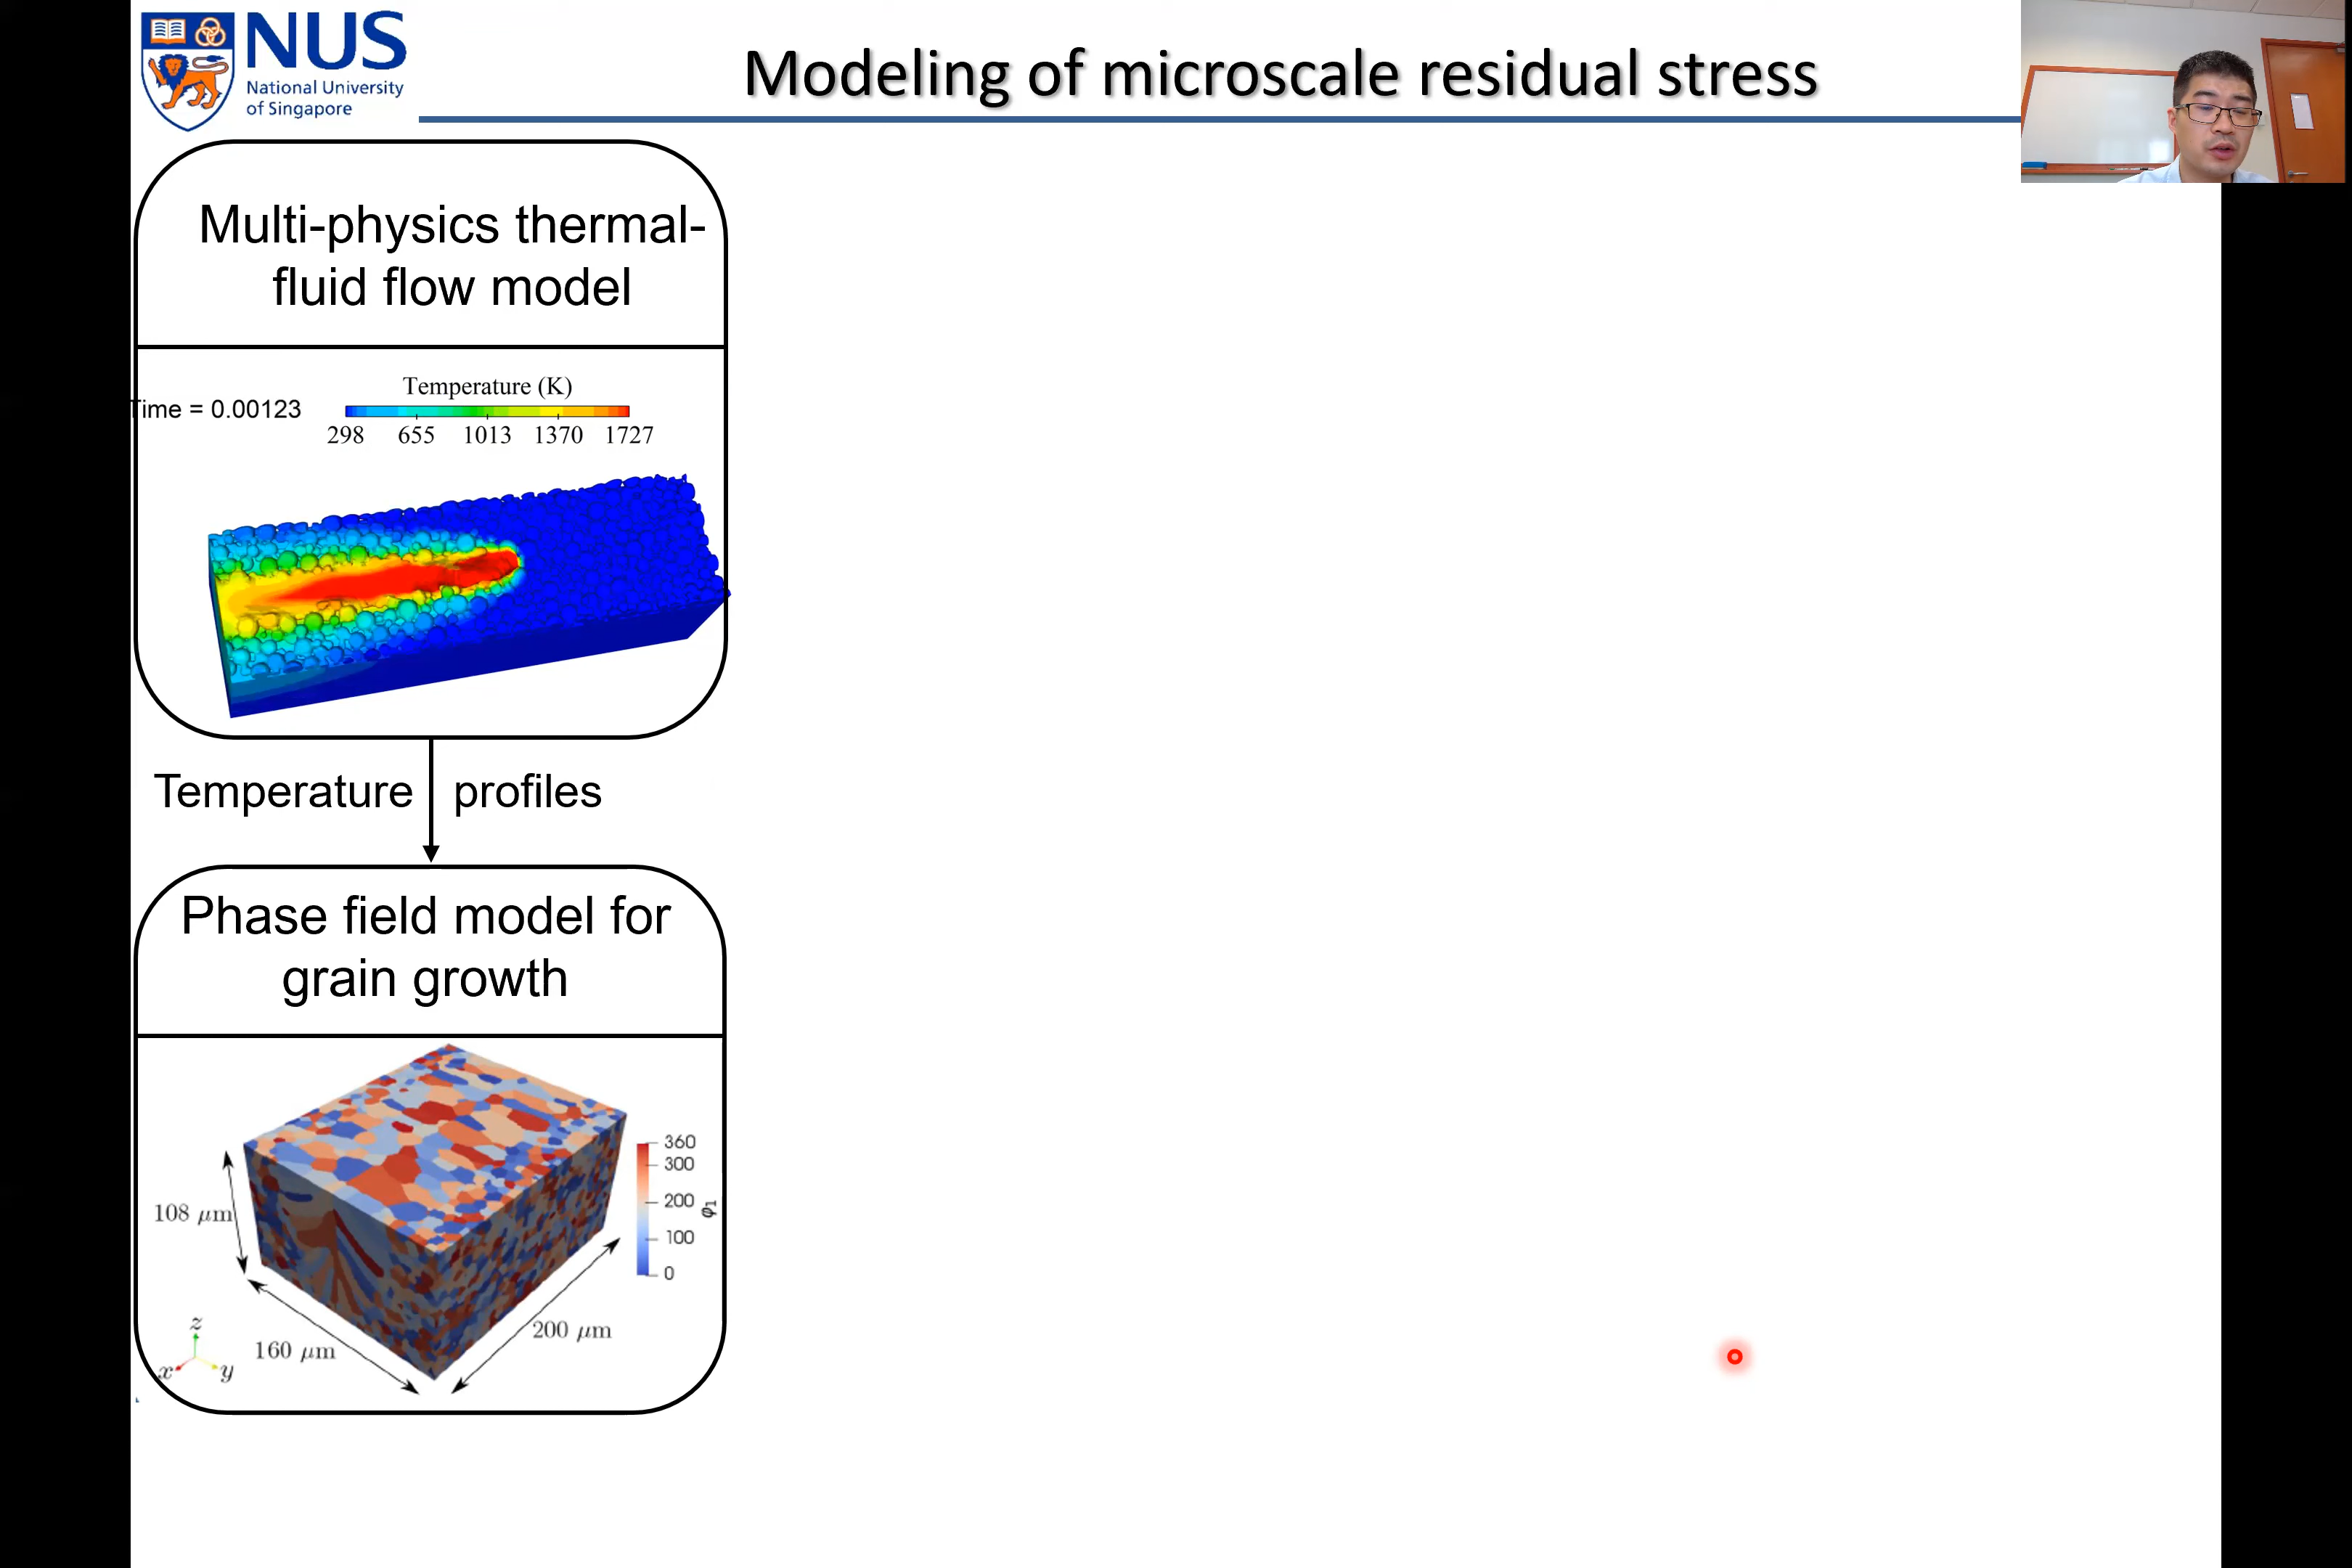 NUS
National University
of Singapore
Modeling of microscale residual stress
Multi-physics thermal-
fluid flow model
Time = 0.00123
Temperature (K)
298 655 1013 1370 1727
Temperature profiles
Phase field model for
grain growth
360
300
200
100
0
φ1
108 μm
160 μm
200 μm
z
x
y